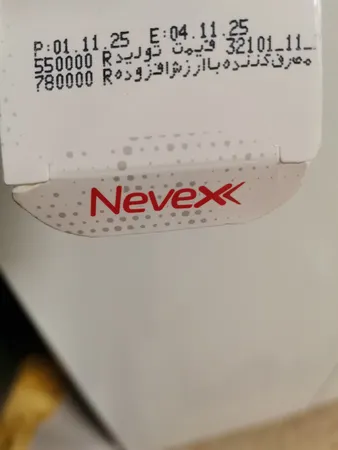 P:01.11.25 E:04.11.25
32101_11_ قیمت تولید R 550000
مصرف‌کننده باارزش‌افزوده R 780000
Nevex